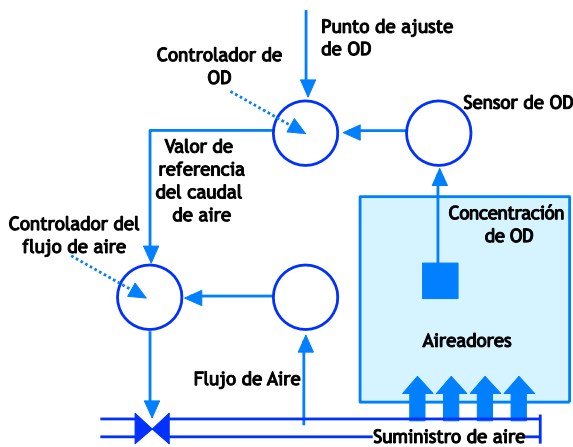 Punto de ajuste
de OD
Controlador de
OD
Sensor de OD
Valor de
referencia
del caudal
de aire
Concentración
de OD
Controlador del
flujo de aire
Aireadores
Flujo de Aire
Suministro de aire